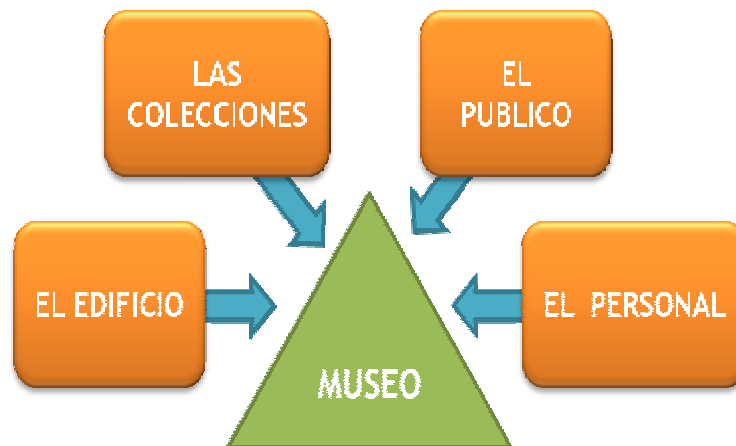 LAS
COLECCIONES
EL
PUBLICO
EL EDIFICIO
EL PERSONAL
MUSEO